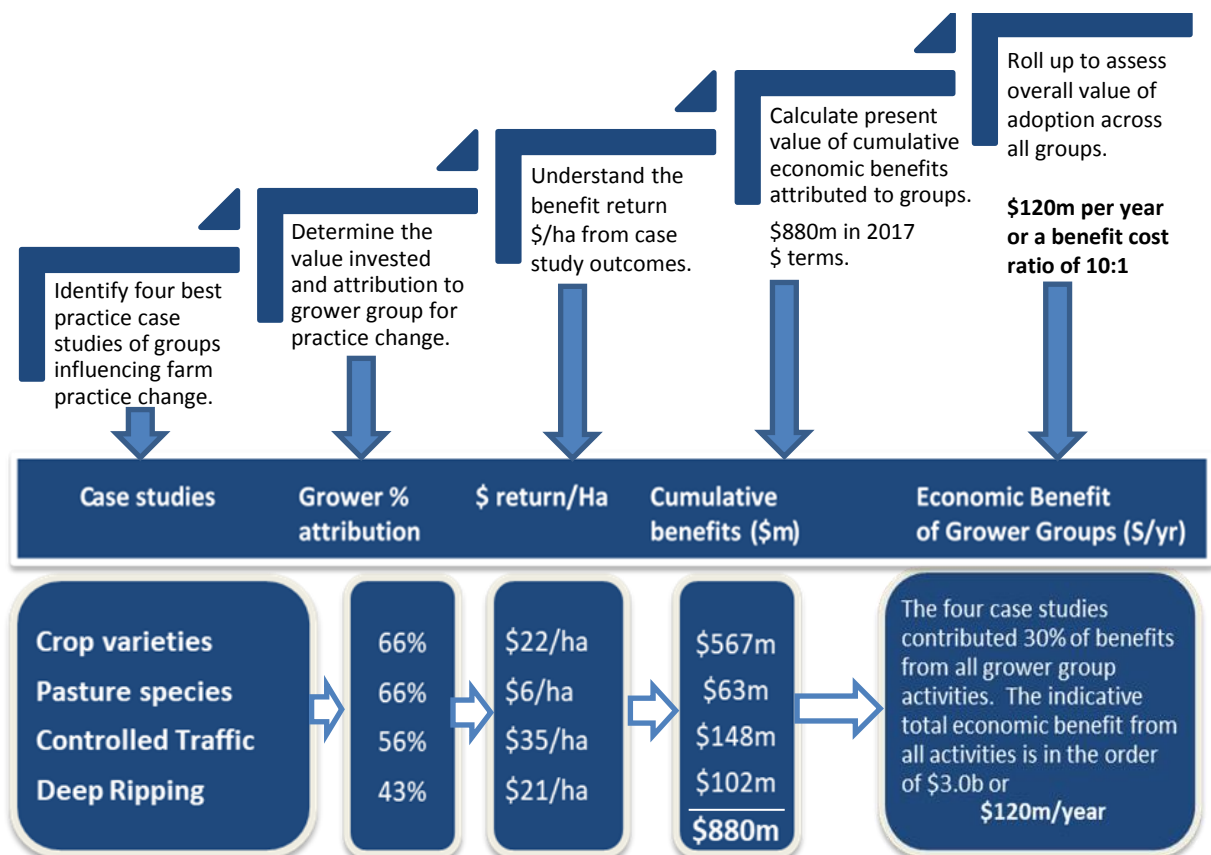 Identify four best
practice case
studies of groups
influencing farm
practice change.
Determine the
value invested
and attribution to
grower group for
practice change.
Understand the
benefit return
$/ha from case
study outcomes.
Calculate present
value of cumulative
economic benefits
attributed to groups.
$880m in 2017
$ terms.
Roll up to assess
overall value of
adoption across
all groups.
$120m per year
or a benefit cost
ratio of 10:1
Case studies
Grower %
attribution
$ return/Ha
Cumulative
benefits ($m)
Economic Benefit
of Grower Groups (S/yr)
Crop varieties
Pasture species
Controlled Traffic
Deep Ripping
66%
66%
56%
43%
$22/ha
$6/ha
$35/ha
$21/ha
$567m
$63m
$148m
$102m
$880m
The four case studies
contributed 30% of benefits
from all grower group
activities. The indicative
total economic benefit from
all activities is in the order
of $3.0b or
$120m/year